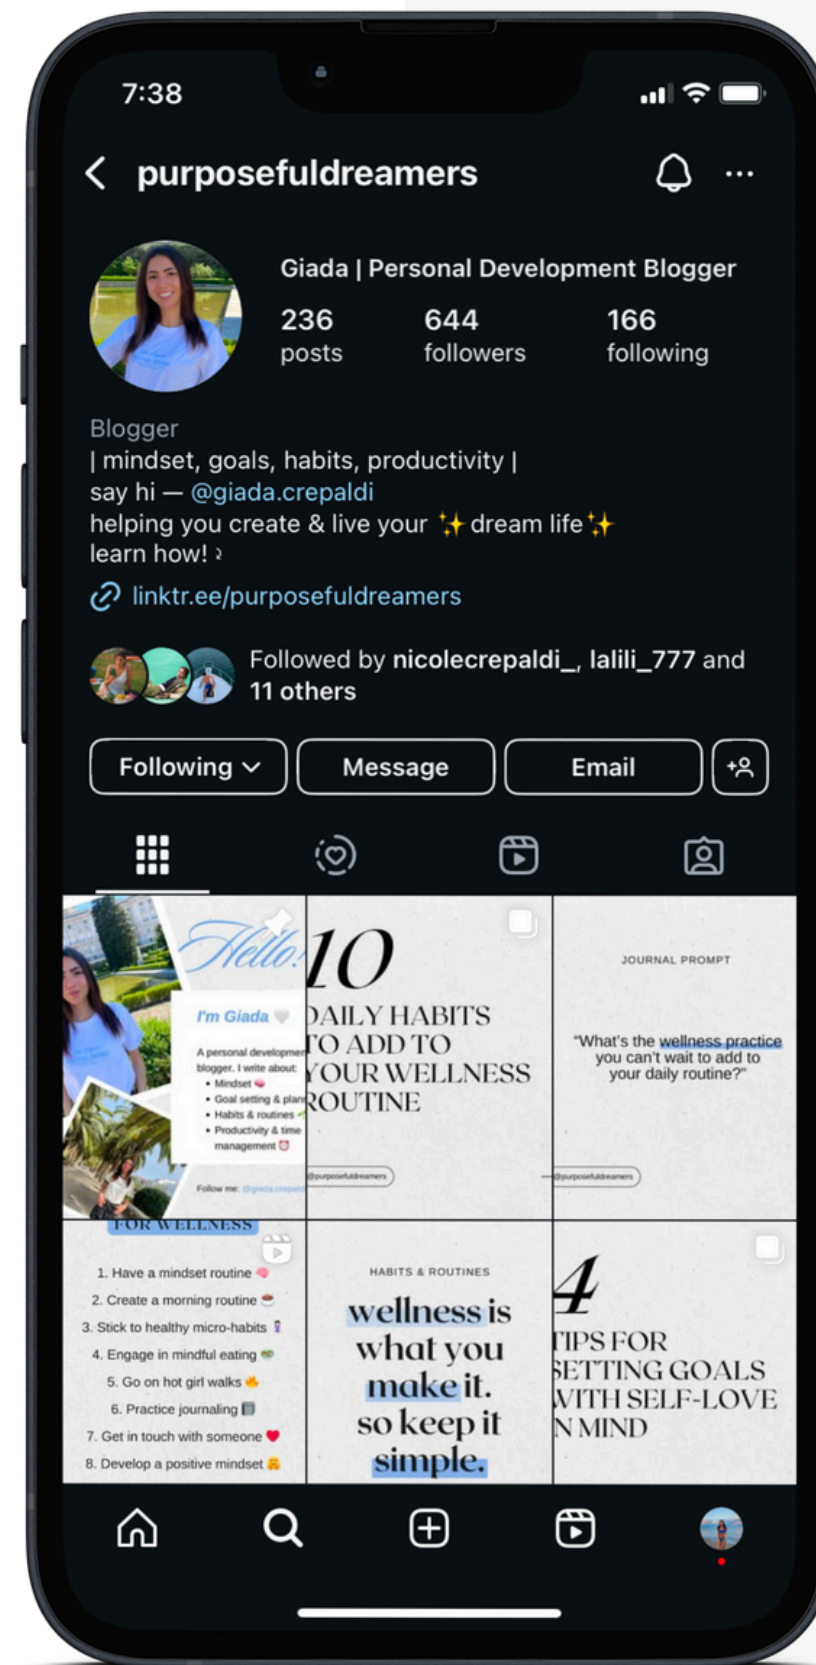 7:38
purposefuldreamers
Giada | Personal Development Blogger
236 644 166
posts followers following
Blogger
| mindset, goals, habits, productivity |
say hi — @giada.crepaldi
helping you create & live your ✨dream life✨
learn how! ⤵
linktr.ee/purposefuldreamers
Followed by nicolecrepaldi_, lalili_777 and
11 others
Following Message Email
Hello!
I'm Giada 🤍
A personal developmen
blogger. I write about:
• Mindset 🧠
• Goal setting & plan
• Habits & routines 🌱
• Productivity & time
management ⏰
Follow me: @giada.crepald
10
DAILY HABITS
TO ADD TO
YOUR WELLNESS
ROUTINE
@purposefuldreamers
JOURNAL PROMPT
“What’s the wellness practice
you can’t wait to add to
your daily routine?”
@purposefuldreamers
FOR WELLNESS
1. Have a mindset routine 🧠
2. Create a morning routine ☕
3. Stick to healthy micro-habits 🧘🏻‍♀️
4. Engage in mindful eating 🥗
5. Go on hot girl walks 🔥
6. Practice journaling 📓
7. Get in touch with someone ❤️
8. Develop a positive mindset 🤗
HABITS & ROUTINES
wellness is
what you
make it.
so keep it
simple.
4
TIPS FOR
SETTING GOALS
WITH SELF-LOVE
IN MIND